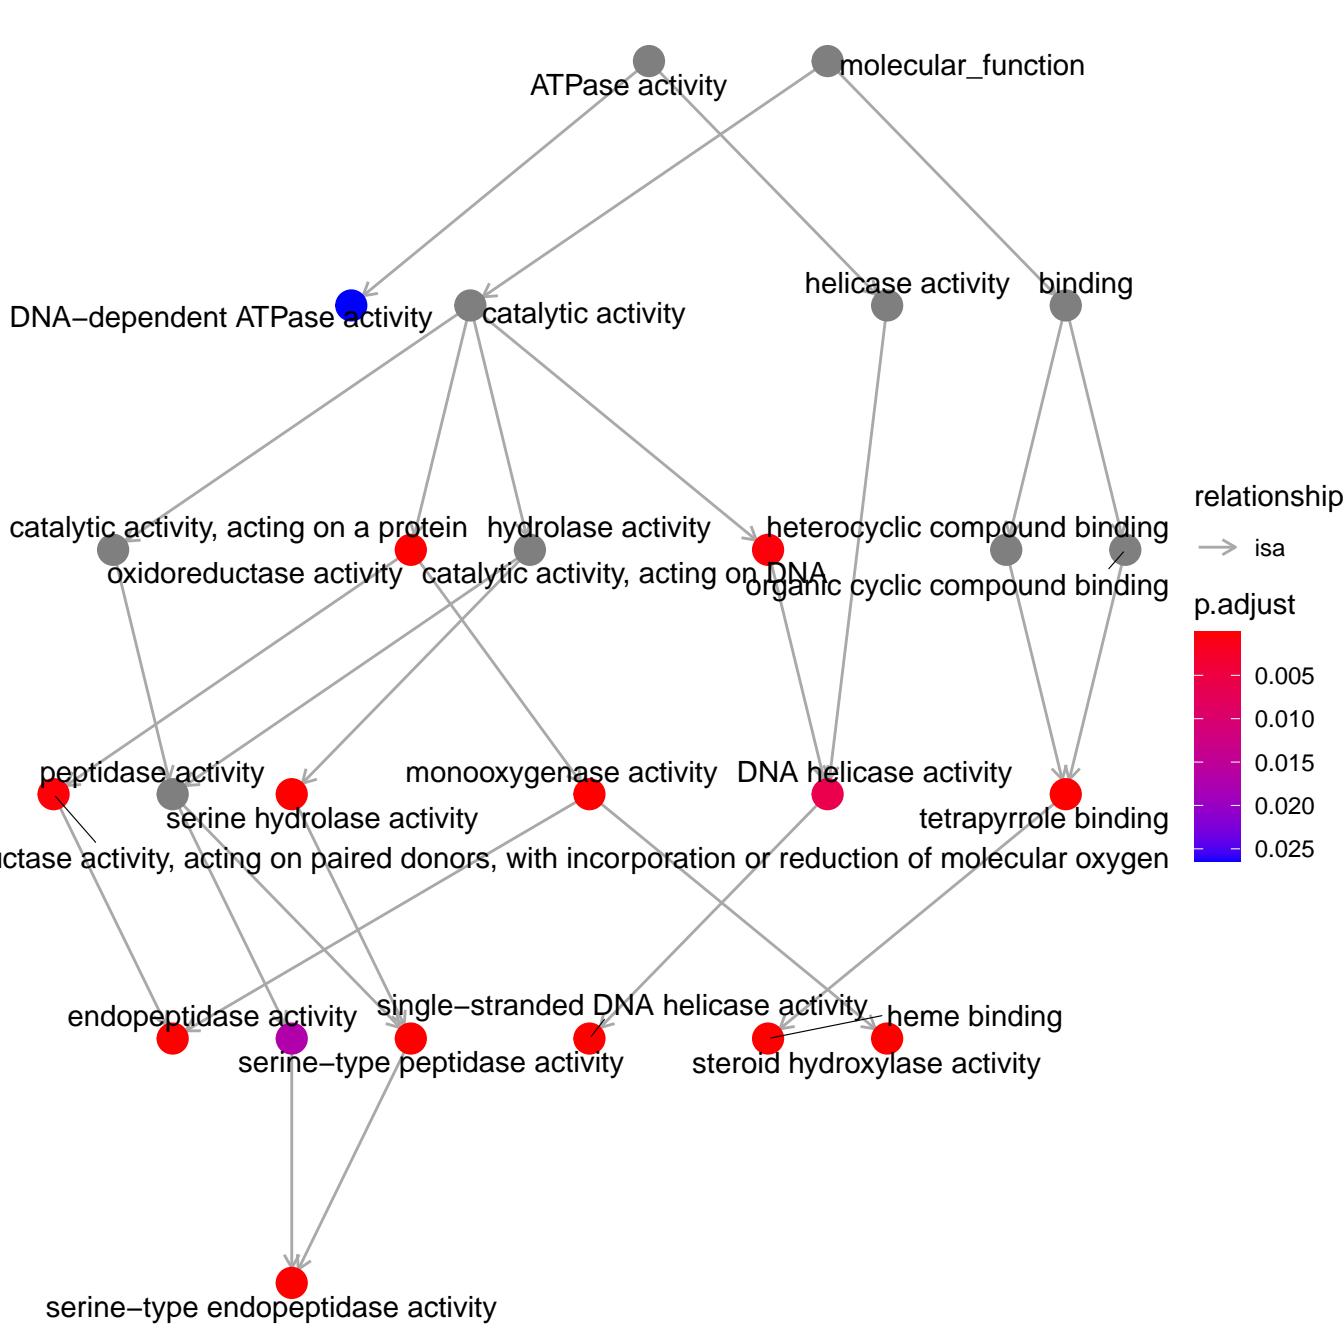 ATPase activity
molecular_function
DNA−dependent ATPase activity
catalytic activity
helicase activity
binding
catalytic activity, acting on a protein
hydrolase activity
heterocyclic compound binding
oxidoreductase activity
catalytic activity, acting on DNA
organic cyclic compound binding
relationship
isa
p.adjust
0.005
0.010
0.015
0.020
0.025
peptidase activity
monooxygenase activity
DNA helicase activity
serine hydrolase activity
tetrapyrrole binding
activity, acting on paired donors, with incorporation or reduction of molecular oxygen
single−stranded DNA helicase activity
endopeptidase activity
heme binding
serine−type peptidase activity
steroid hydroxylase activity
serine−type endopeptidase activity